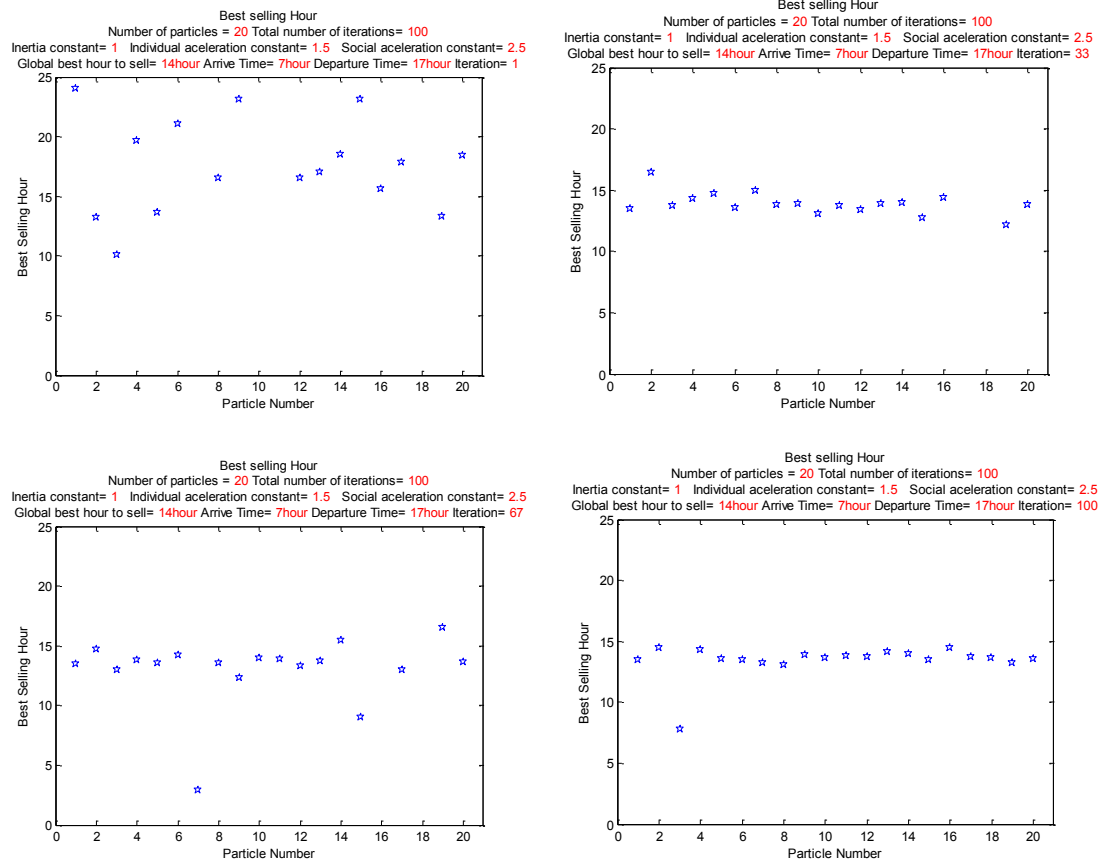 Best selling Hour
Number of particles = 20 Total number of iterations= 100
Inertia constant= 1 Individual aceleration constant= 1.5 Social aceleration constant= 2.5
Global best hour to sell= 14hour Arrive Time= 7hour Departure Time= 17hour Iteration= 1
25
20
15
10
5
0
Best Selling Hour
0 2 4 6 8 10 12 14 16 18 20
Particle Number
Best selling Hour
Number of particles = 20 Total number of iterations= 100
Inertia constant= 1 Individual aceleration constant= 1.5 Social aceleration constant= 2.5
Global best hour to sell= 14hour Arrive Time= 7hour Departure Time= 17hour Iteration= 33
25
20
15
10
5
0
Best Selling Hour
0 2 4 6 8 10 12 14 16 18 20
Particle Number
Best selling Hour
Number of particles = 20 Total number of iterations= 100
Inertia constant= 1 Individual aceleration constant= 1.5 Social aceleration constant= 2.5
Global best hour to sell= 14hour Arrive Time= 7hour Departure Time= 17hour Iteration= 67
25
20
15
10
5
0
Best Selling Hour
0 2 4 6 8 10 12 14 16 18 20
Particle Number
Best selling Hour
Number of particles = 20 Total number of iterations= 100
Inertia constant= 1 Individual aceleration constant= 1.5 Social aceleration constant= 2.5
Global best hour to sell= 14hour Arrive Time= 7hour Departure Time= 17hour Iteration= 100
25
20
15
10
5
0
Best Selling Hour
0 2 4 6 8 10 12 14 16 18 20
Particle Number